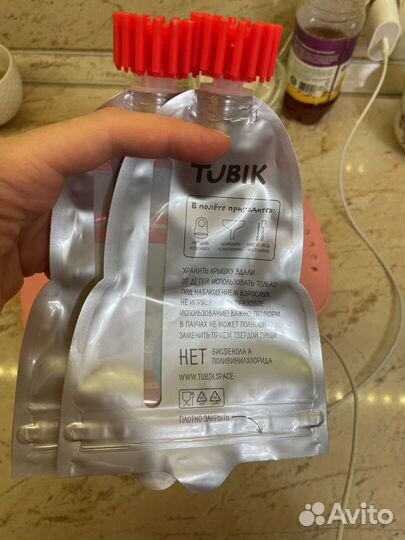 TUBIK
В полёте пригодится:
ХРАНИТЬ КРЫШКУ ВДАЛИ
ОТ ДЕТЕЙ! ИСПОЛЬЗОВАТЬ ТОЛЬКО
ПОД НАБЛЮДЕНИЕМ ВЗРОСЛЫХ
НЕ ИГРУШКА
ИСПОЛЬЗОВАНИЕ! ВАЖНО: ПРИКОРМ
В ПАУЧАХ НЕ МОЖЕТ ПОЛНОСТЬЮ
ЗАМЕНИТЬ ПРИЕМ ТВЕРДОЙ ПИЩИ
НЕТ БИСФЕНОЛА А
ПОЛИВИНИЛХЛОРИДА
WWW.TUBIK.SPACE
ПЛОТНО ЗАКРЫТЬ
Avito